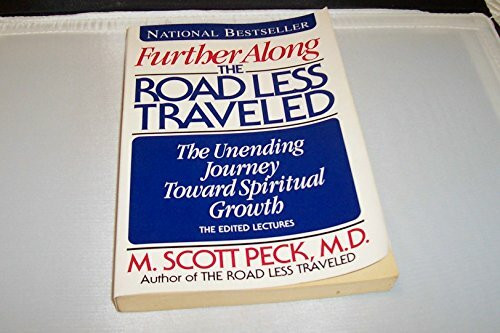 NATIONAL BESTSELLER
Further Along
THE
ROAD LESS
TRAVELED
The Unending
Journey
Toward Spiritual
Growth
THE EDITED LECTURES
M. SCOTT PECK, M.D.
Author of THE ROAD LESS TRAVELED